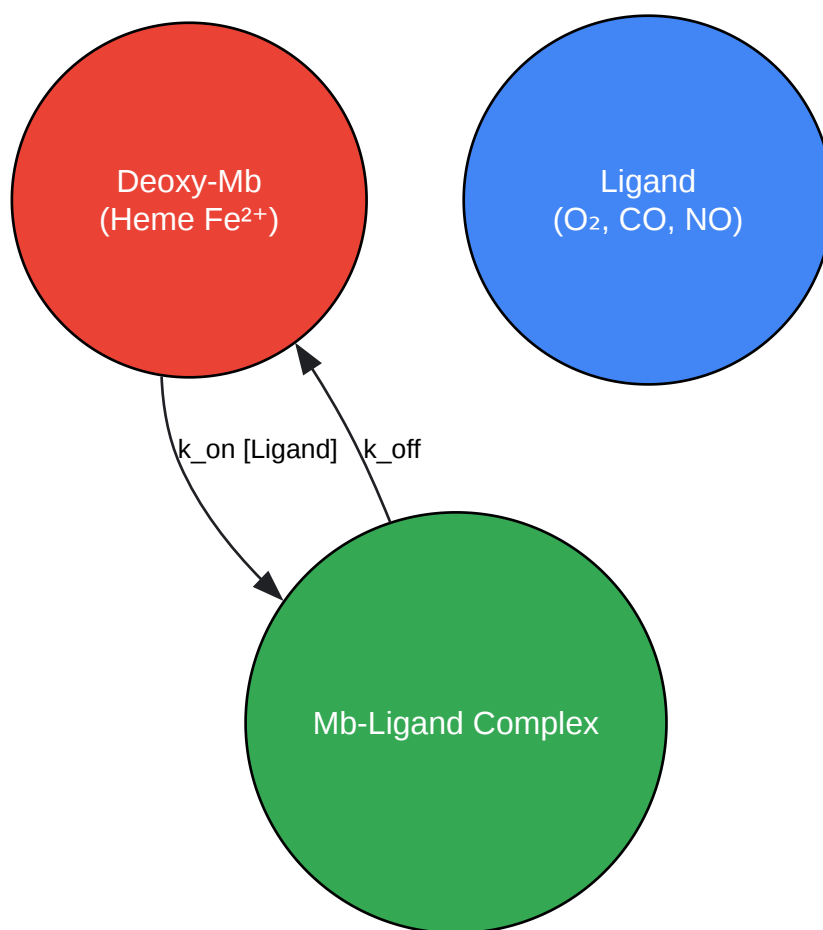 Deoxy-Mb
(Heme Fe²⁺)
Ligand
(O₂, CO, NO)
k_on [Ligand]
k_off
Mb-Ligand Complex